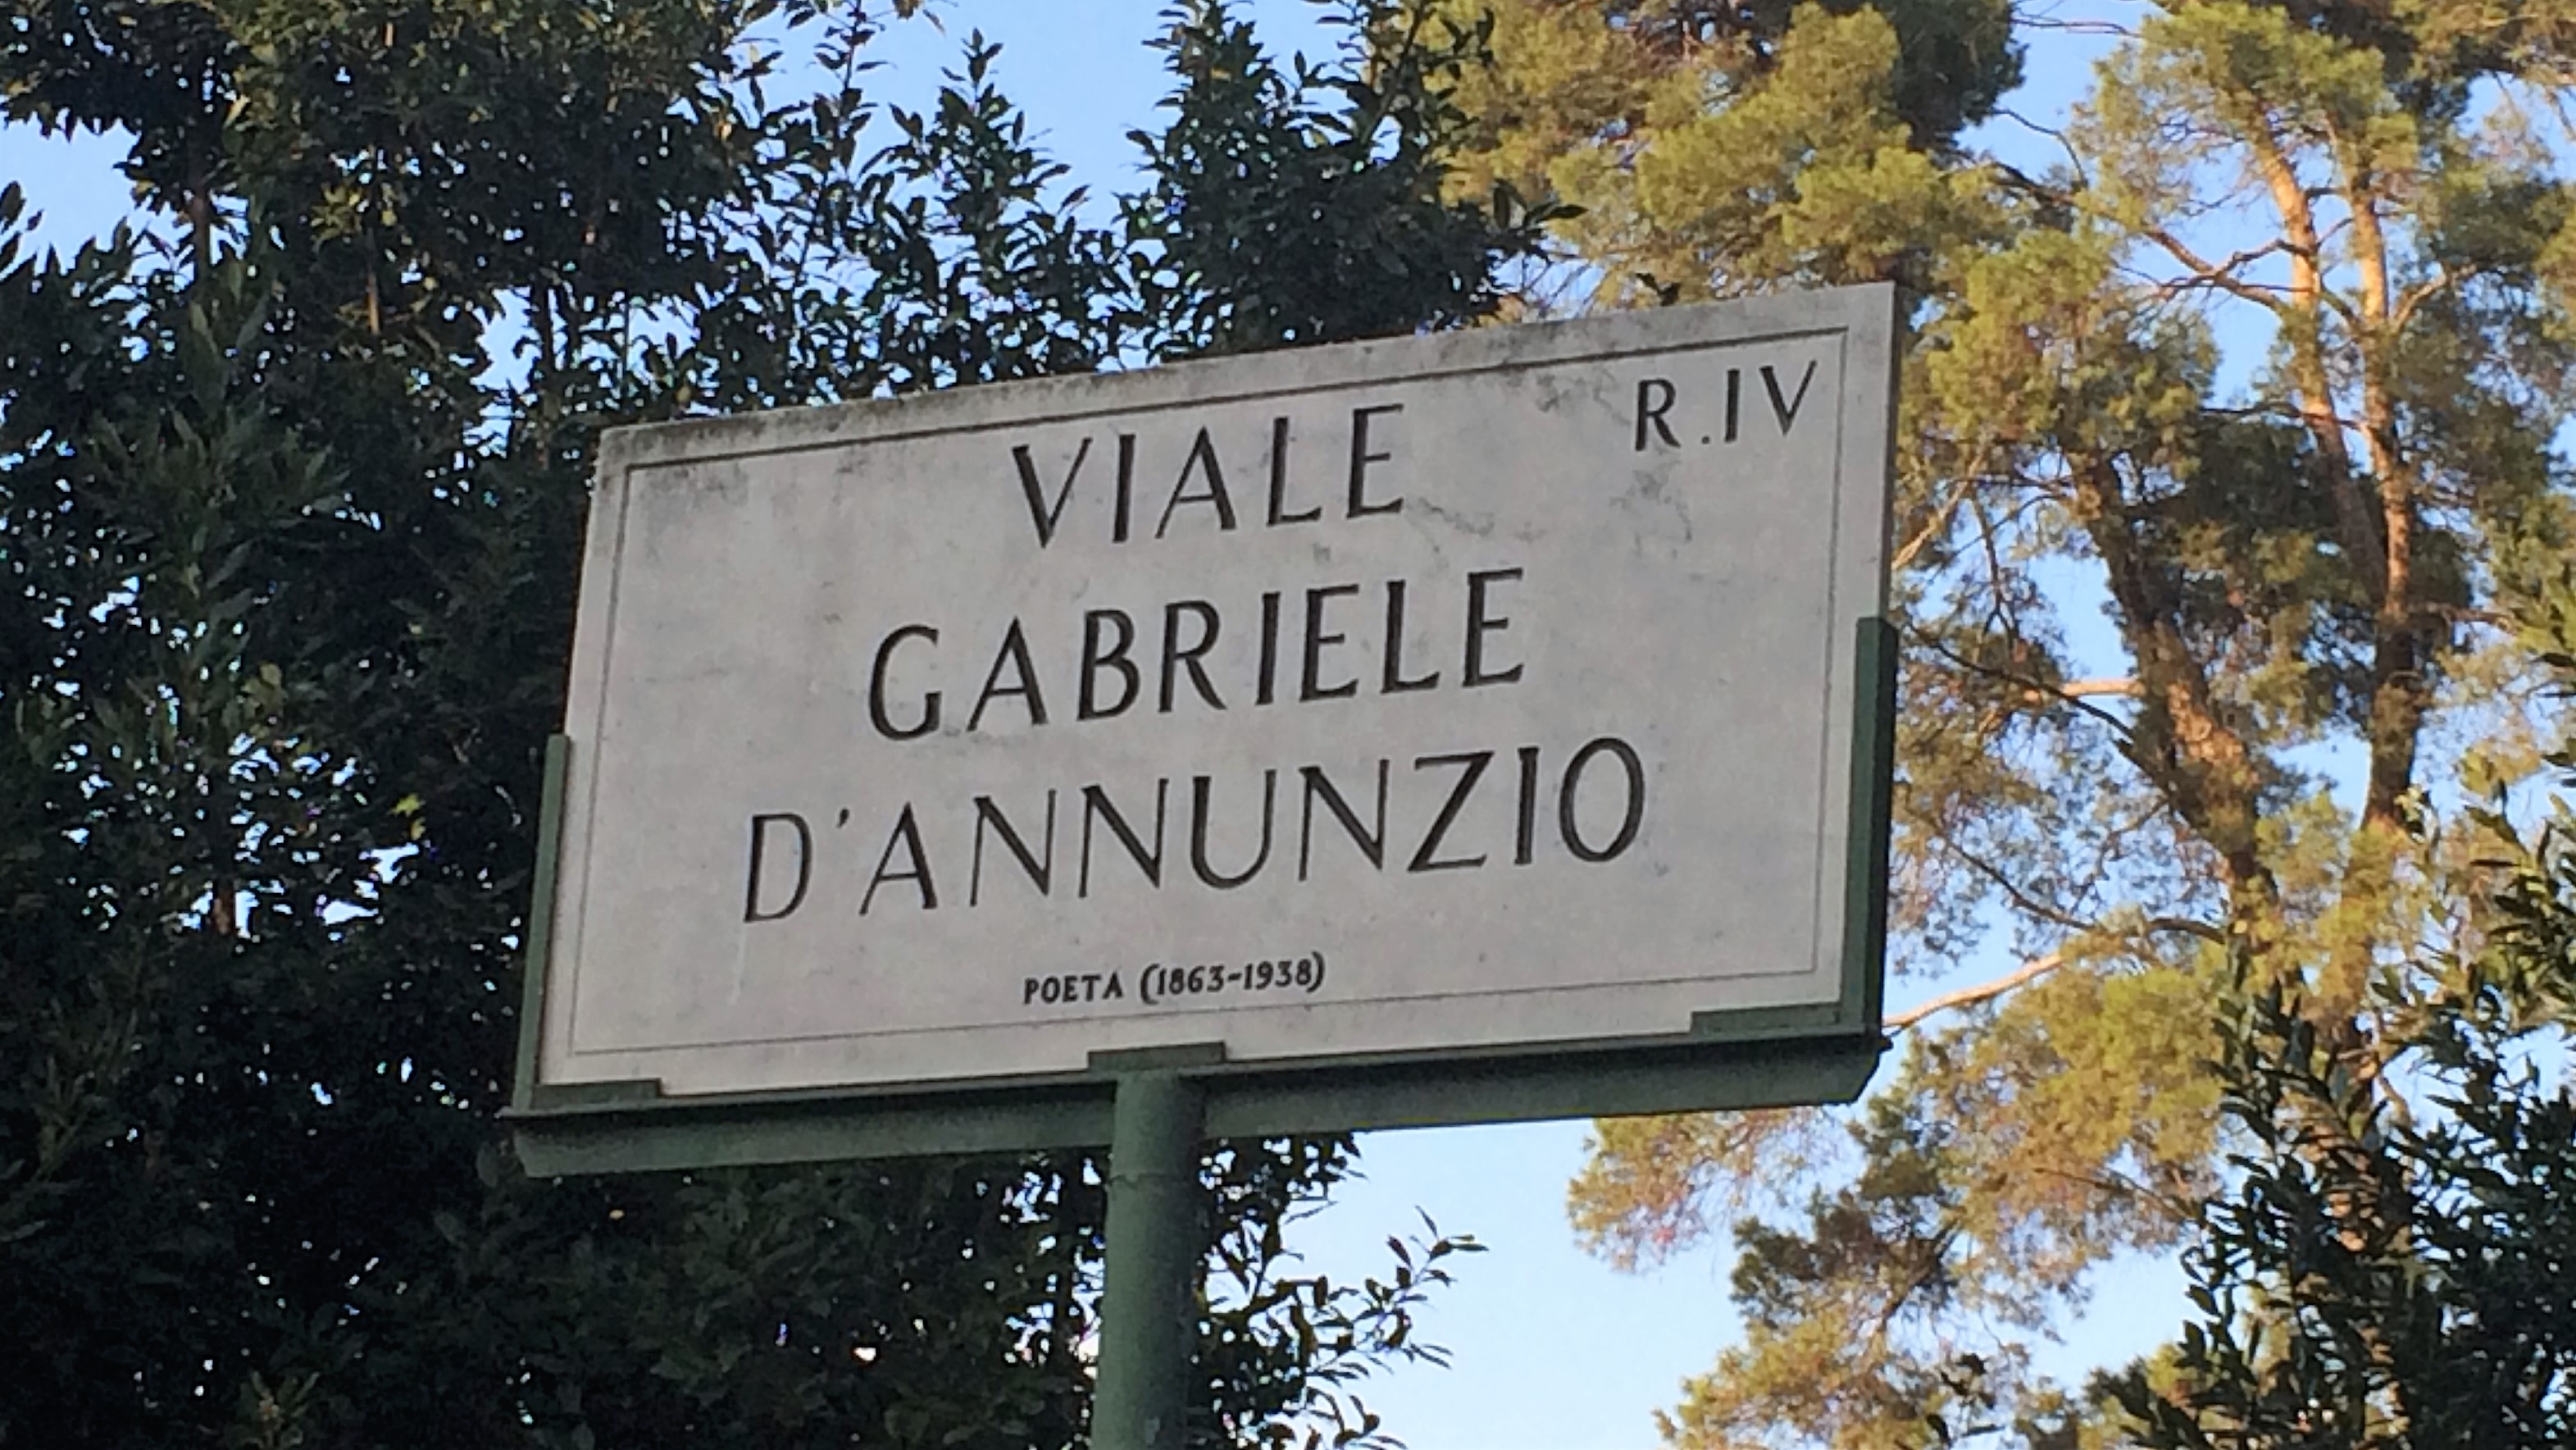 VIALE R.IV
GABRIELE
D'ANNUNZIO
POETA (1863-1938)